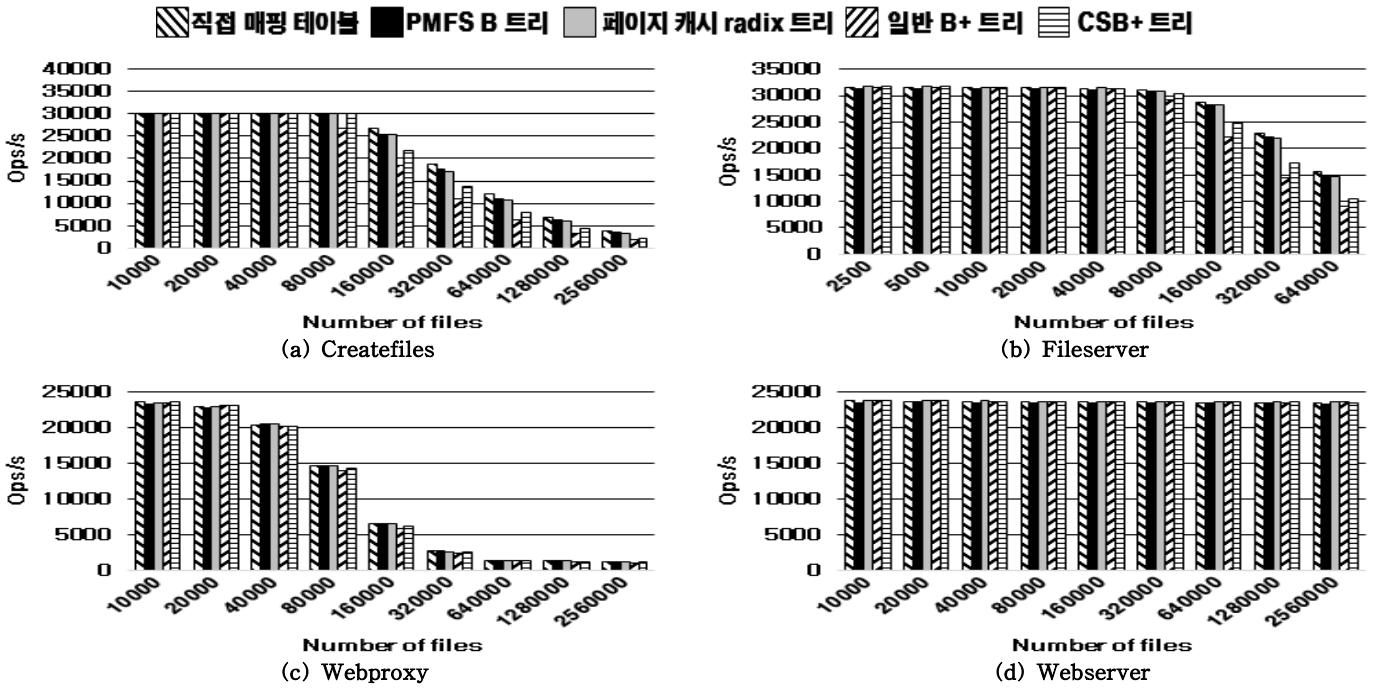 직접 매핑 테이블 PMFS B 트리 페이지 캐시 radix 트리 일반 B+ 트리 CSB+ 트리
40000
35000
30000
25000
20000
15000
10000
5000
0
Ops/s
10000 20000 40000 80000 160000 320000 640000 1280000 2560000
Number of files
(a) Createfiles
35000
30000
25000
20000
15000
10000
5000
0
Ops/s
2500 5000 10000 20000 40000 80000 160000 320000 640000
Number of files
(b) Fileserver
25000
20000
15000
10000
5000
0
Ops/s
10000 20000 40000 80000 160000 320000 640000 1280000 2560000
Number of files
(c) Webproxy
25000
20000
15000
10000
5000
0
Ops/s
10000 20000 40000 80000 160000 320000 640000 1280000 2560000
Number of files
(d) Webserver